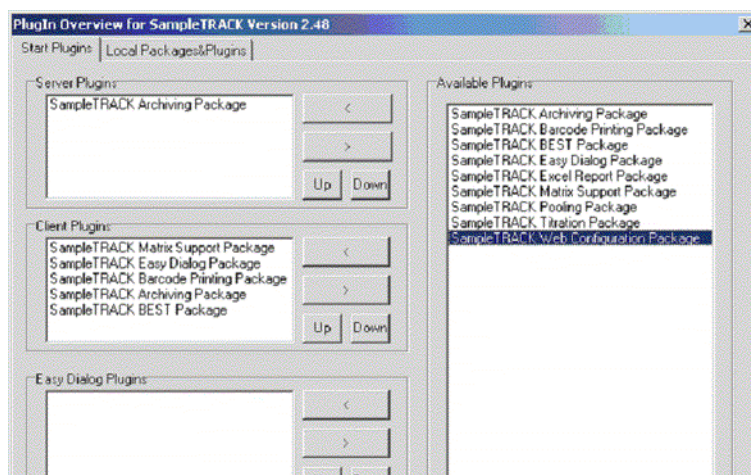 PlugIn Overview for SampleTRACK Version 2.48
Start Plugins
Local Packages&Plugins
Server Plugins
SampleTRACK Archiving Package
<
>
Up
Down
Client Plugins
SampleTRACK Matrix Support Package
SampleTRACK Easy Dialog Package
SampleTRACK Barcode Printing Package
SampleTRACK Archiving Package
SampleTRACK BEST Package
<
>
Up
Down
Easy Dialog Plugins
<
>
Available Plugins
SampleTRACK Archiving Package
SampleTRACK Barcode Printing Package
SampleTRACK BEST Package
SampleTRACK Easy Dialog Package
SampleTRACK Excel Report Package
SampleTRACK Matrix Support Package
SampleTRACK Pooling Package
SampleTRACK Titration Package
SampleTRACK Web Configuration Package